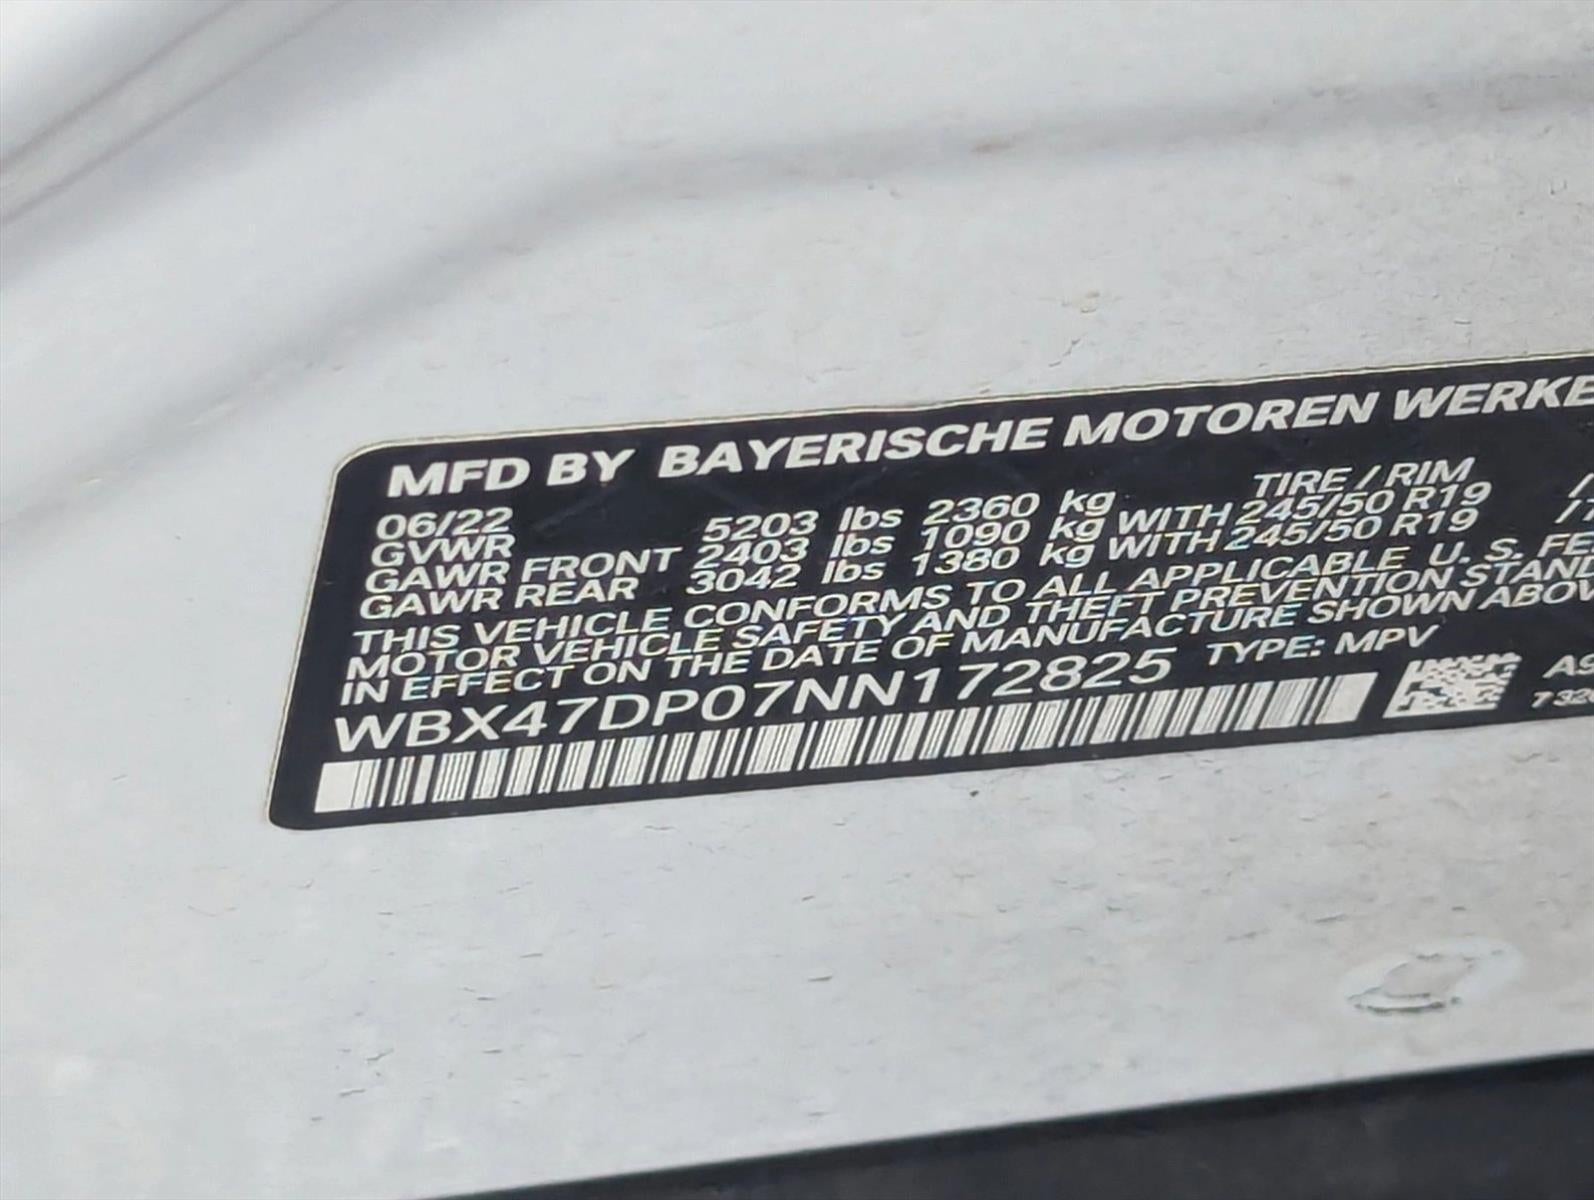 MFD BY BAYERISCHE MOTOREN WERKE
06/22 TIRE / RIM
GVWR 5203 lbs 2360 kg
GAWR FRONT 2403 lbs 1090 kg WITH 245/50 R19
GAWR REAR 3042 lbs 1380 kg WITH 245/50 R19
THIS VEHICLE CONFORMS TO ALL APPLICABLE U. S. FE
MOTOR VEHICLE SAFETY AND THEFT PREVENTION STAND
IN EFFECT ON THE DATE OF MANUFACTURE SHOWN ABOV
WBX47DP07NN172825 TYPE: MPV